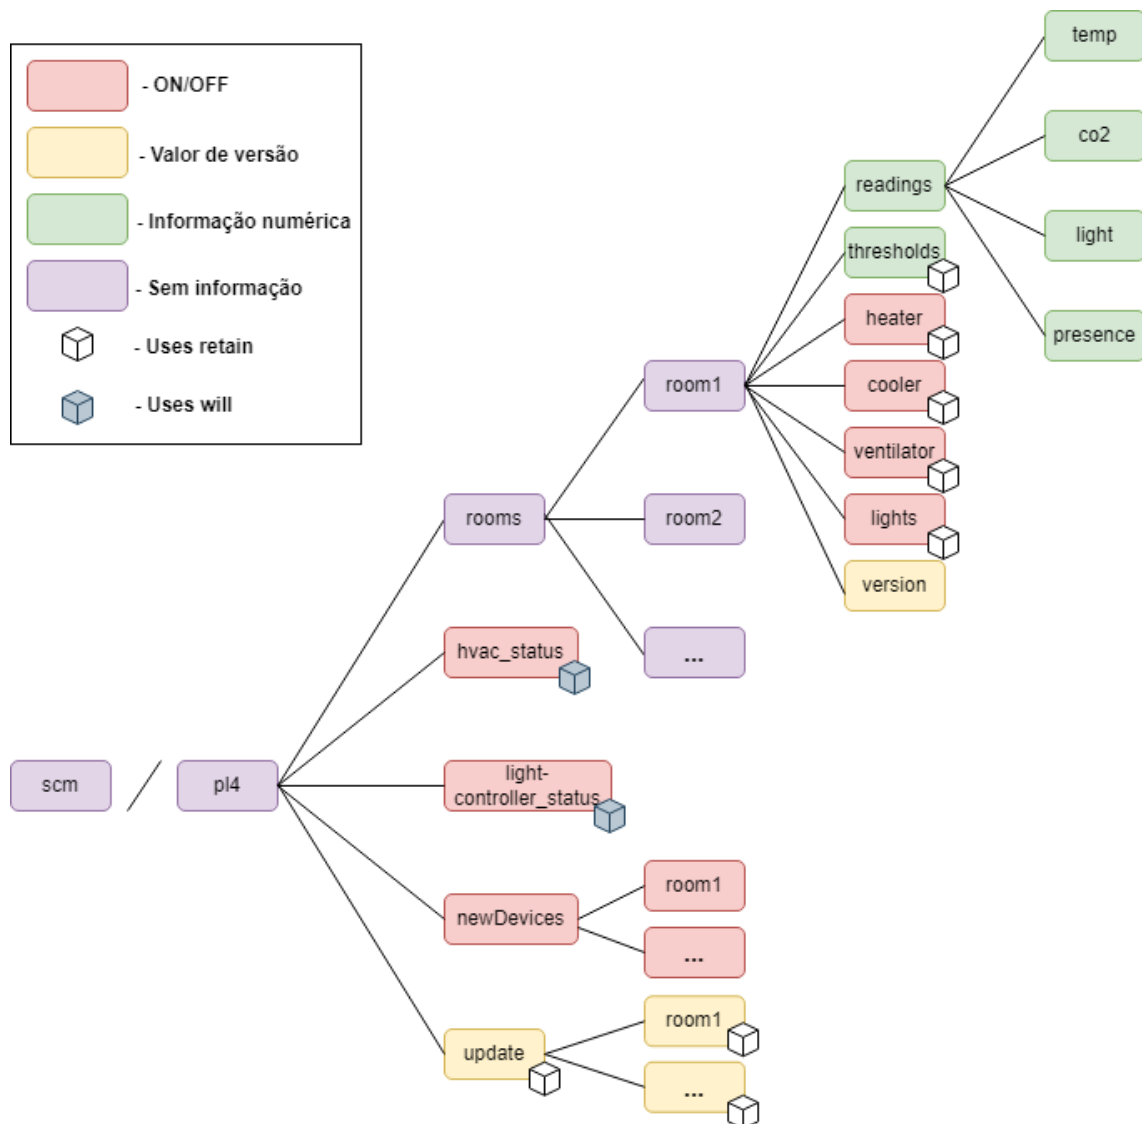 - ON/OFF
- Valor de versão
- Informação numérica
- Sem informação
- Uses retain
- Uses will
scm
/
pl4
rooms
hvac_status
light-
controller_status
newDevices
update
room1
room2
...
room1
...
room1
...
readings
thresholds
heater
cooler
ventilator
lights
version
temp
co2
light
presence